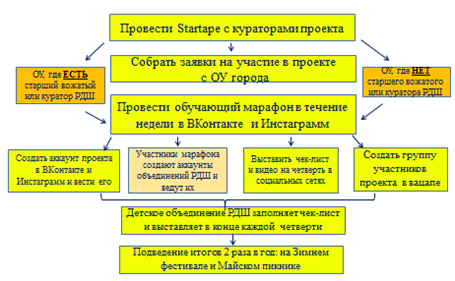 Провести Startape с кураторами проекта
ОУ, где ЕСТЬ
старший вожатый
или куратор РДШ
Собрать заявки на участие в проекте
с ОУ города
ОУ, где НЕТ
старшего вожатого
или куратора РДШ
Провести обучающий марафон в течение
недели в ВКонтакте и Инстаграмм
Создать аккаунт проекта
в ВКонтакте и
Инстаграмм и вести его
Участники марафона
создают аккаунты
объединений РДШ и
ведут их
Выставить чек-лист
и видео на четверть в
социальных сетях
Создать группу
участников
проекта в вацапе
Детское объединение РДШ заполняет чек-лист
и выставляет в конце каждой четверти
Подведение итогов 2 раза в год: на Зимнем
фестивале и Майском пикнике